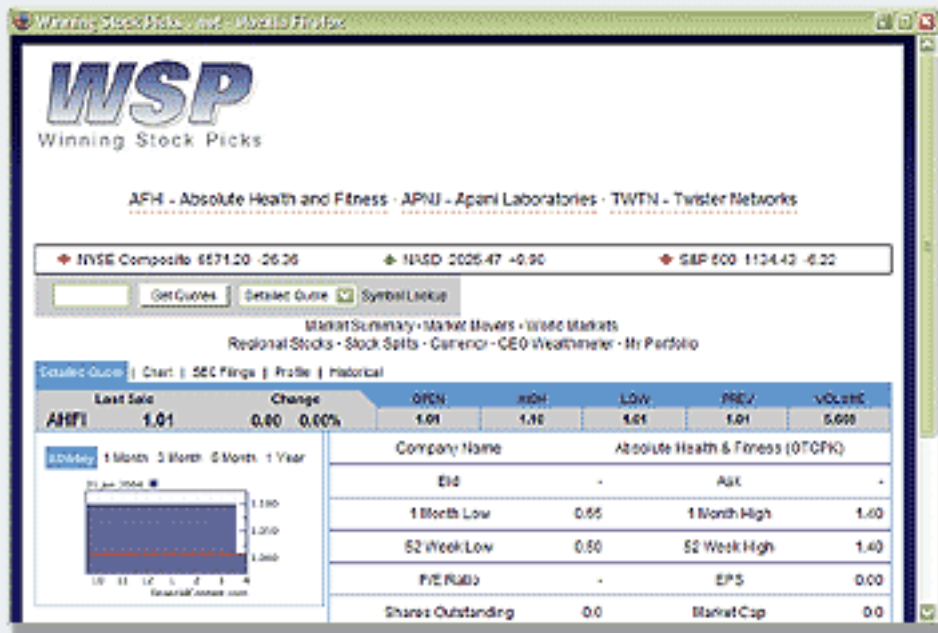 Winning Stock Picks . net - Mozilla Firefox
WSP
Winning Stock Picks
AFHI - Absolute Health and Fitness · APNJ - Apani Laboratories · TWTN - Twister Networks
NYSE Composite 6571.20 -26.36 NASD 2026.47 +0.90 S&P 500 1134.43 -6.22
Get Quotes Detailed Quote Symbol Lookup
Market Summary - Market Movers - World Markets
Regional Stocks - Stock Splits - Currency - CEO Wealthmeter - My Portfolio
Detailed Quote | Chart | SEC Filings | Profile | Historical
Last Sale Change OPEN HIGH LOW PREV VOLUME
AHFI 1.01 0.00 0.00% 1.01 1.10 1.01 1.01
Company Name Absolute Health & Fitness (OTCPK)
1 Month 3 Month 6 Month 1 Year
Bid - Ask -
1 Month Low 1 Month High 1.40
52 Week Low 0.50 52 Week High 1.40
P/E Ratio - EPS 0.00
Shares Outstanding 0.0 Market Cap 0.0